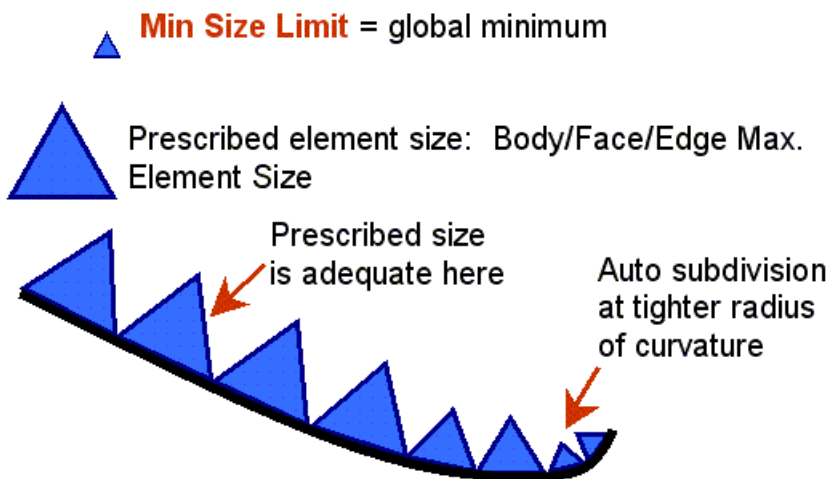 Min Size Limit = global minimum
Prescribed element size:  Body/Face/Edge Max.
Element Size
Prescribed size
is adequate here
Auto subdivision
at tighter radius
of curvature